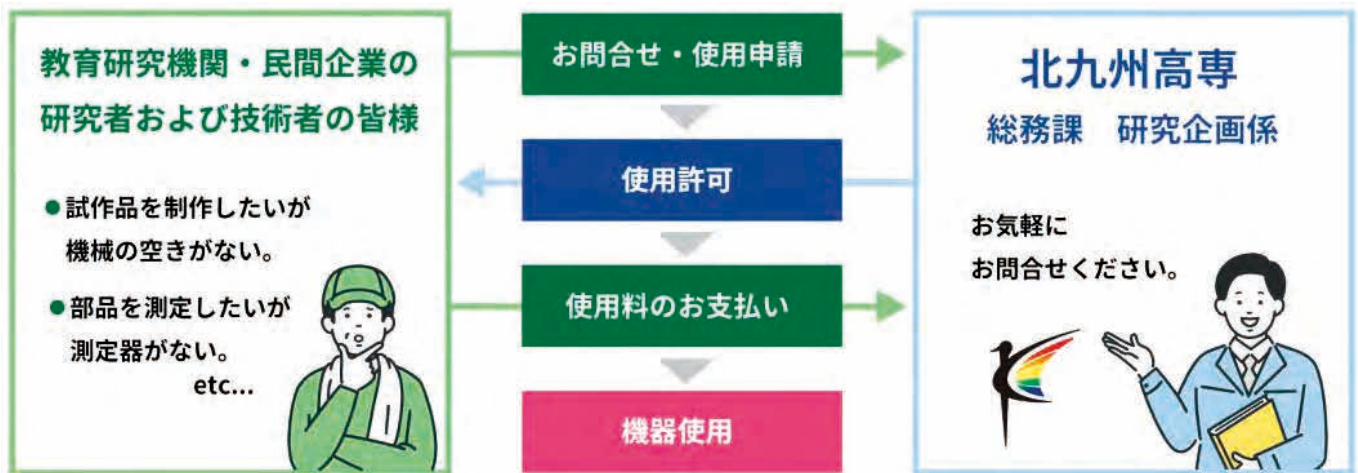 教育研究機関・民間企業の
研究者および技術者の皆様
●試作品を制作したいが
機械の空きがない。
●部品を測定したいが
測定器がない。
etc...
お問合せ・使用申請
使用許可
使用料のお支払い
機器使用
北九州高専
総務課　研究企画係
お気軽に
お問合せください。